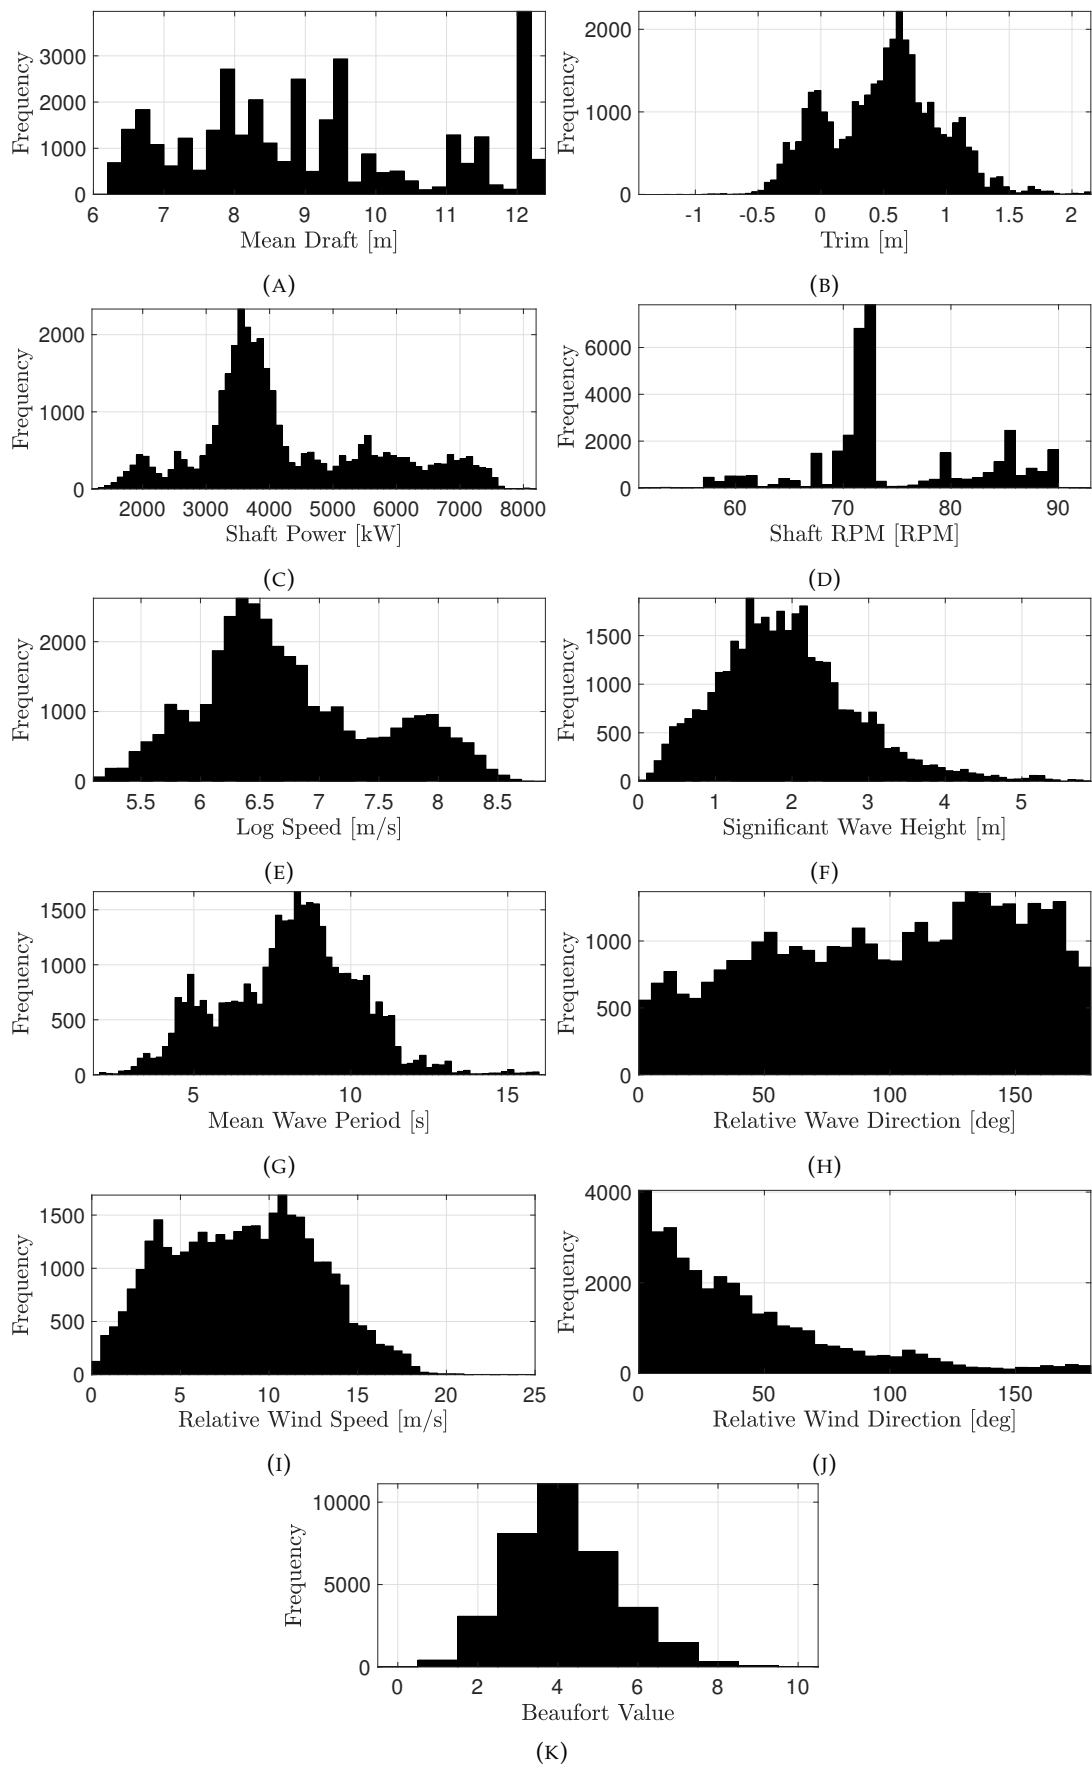 Frequency
3000
2000
1000
0
6 7 8 9 10 11 12
Mean Draft [m]
(A)
Frequency
2000
1000
0
-1 -0.5 0 0.5 1 1.5 2
Trim [m]
(B)
Frequency
2000
1000
0
2000 3000 4000 5000 6000 7000 8000
Shaft Power [kW]
(C)
Frequency
6000
4000
2000
0
60 70 80 90
Shaft RPM [RPM]
(D)
Frequency
2000
1000
0
5.5 6 6.5 7 7.5 8 8.5
Log Speed [m/s]
(E)
Frequency
1500
1000
500
0
0 1 2 3 4 5
Significant Wave Height [m]
(F)
Frequency
1500
1000
500
0
5 10 15
Mean Wave Period [s]
(G)
Frequency
1000
500
0
0 50 100 150
Relative Wave Direction [deg]
(H)
Frequency
1500
1000
500
0
0 5 10 15 20 25
Relative Wind Speed [m/s]
(I)
Frequency
4000
2000
0
0 50 100 150
Relative Wind Direction [deg]
(J)
Frequency
10000
5000
0
0 2 4 6 8 10
Beaufort Value
(K)